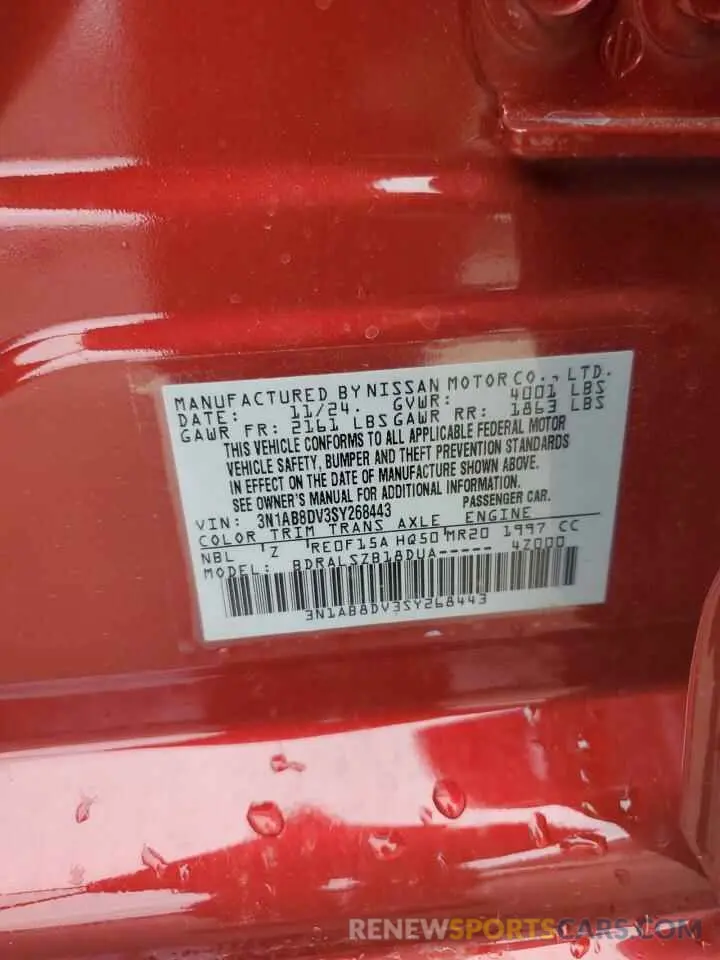 MANUFACTURED BY NISSAN MOTOR CO., LTD.
DATE: 11/24. GVWR: 4001 LBS
GAWR FR: 2161 LBS GAWR RR: 1863 LBS
THIS VEHICLE CONFORMS TO ALL APPLICABLE FEDERAL MOTOR
VEHICLE SAFETY, BUMPER AND THEFT PREVENTION STANDARDS
IN EFFECT ON THE DATE OF MANUFACTURE SHOWN ABOVE.
SEE OWNER'S MANUAL FOR ADDITIONAL INFORMATION.
VIN: 3N1AB8DV3SY268443 PASSENGER CAR.
COLOR TRIM TRANS AXLE ENGINE
NBL Z RE0F15A HQ50 MR20 1997 CC
MODEL: BDRALSZB18DUA----- 4Z000
3N1AB8DV3SY268443
RENEWSPORTSCARS.COM